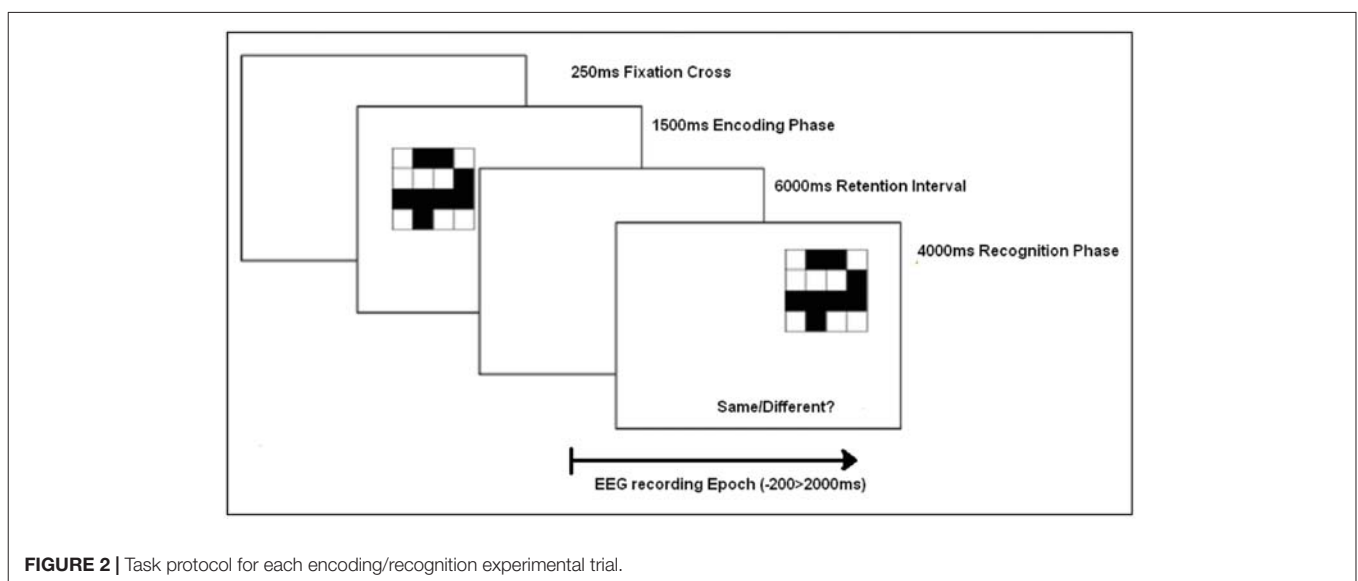 250ms Fixation Cross
1500ms Encoding Phase
6000ms Retention Interval
4000ms Recognition Phase
Same/Different?
EEG recording Epoch (-200>2000ms)
FIGURE 2 | Task protocol for each encoding/recognition experimental trial.